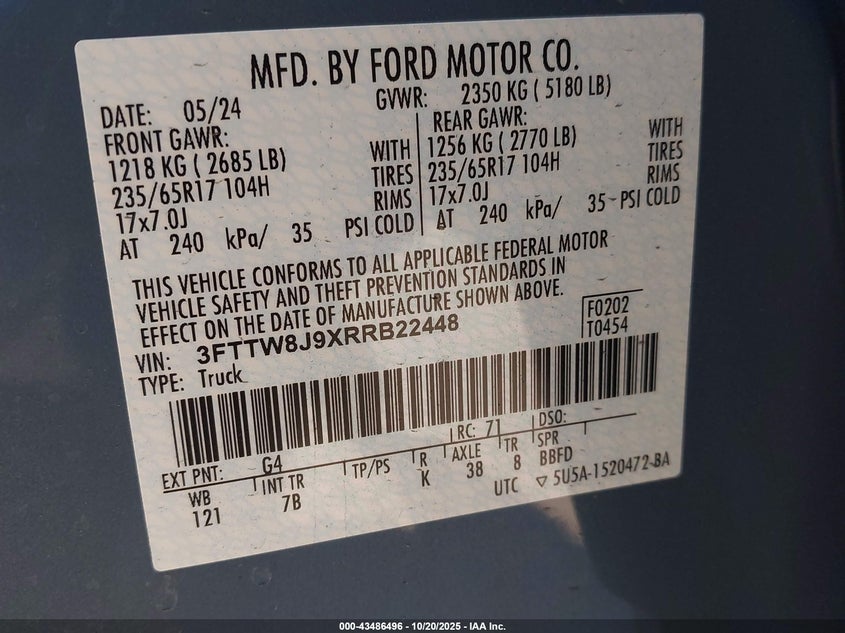 MFD. BY FORD MOTOR CO.
DATE: 05/24
GVWR: 2350 KG ( 5180 LB)
FRONT GAWR:
1218 KG ( 2685 LB) WITH
235/65R17 104H TIRES
17x7.0J RIMS
AT 240 kPa/ 35 PSI COLD
REAR GAWR:
1256 KG ( 2770 LB) WITH
235/65R17 104H TIRES
17x7.0J RIMS
AT 240 kPa/ 35 PSI COLD
THIS VEHICLE CONFORMS TO ALL APPLICABLE FEDERAL MOTOR
VEHICLE SAFETY AND THEFT PREVENTION STANDARDS IN
EFFECT ON THE DATE OF MANUFACTURE SHOWN ABOVE.
F0202
T0454
VIN: 3FTTW8J9XRRB22448
TYPE: Truck
RC: 71 DSO:
EXT PNT: G4
WB INT TR TP/PS R AXLE TR SPR
121 7B K 38 8 BBFD
UTC ▽ 5U5A-1520472-BA
000-43486496 - 10/20/2025 - IAA Inc.